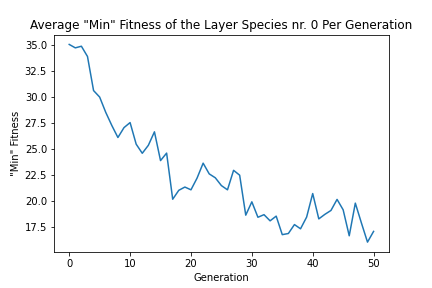 Average "Min" Fitness of the Layer Species nr. 0 Per Generation
35.0
32.5
30.0
27.5
25.0
22.5
20.0
17.5
"Min" Fitness
0 10 20 30 40 50
Generation